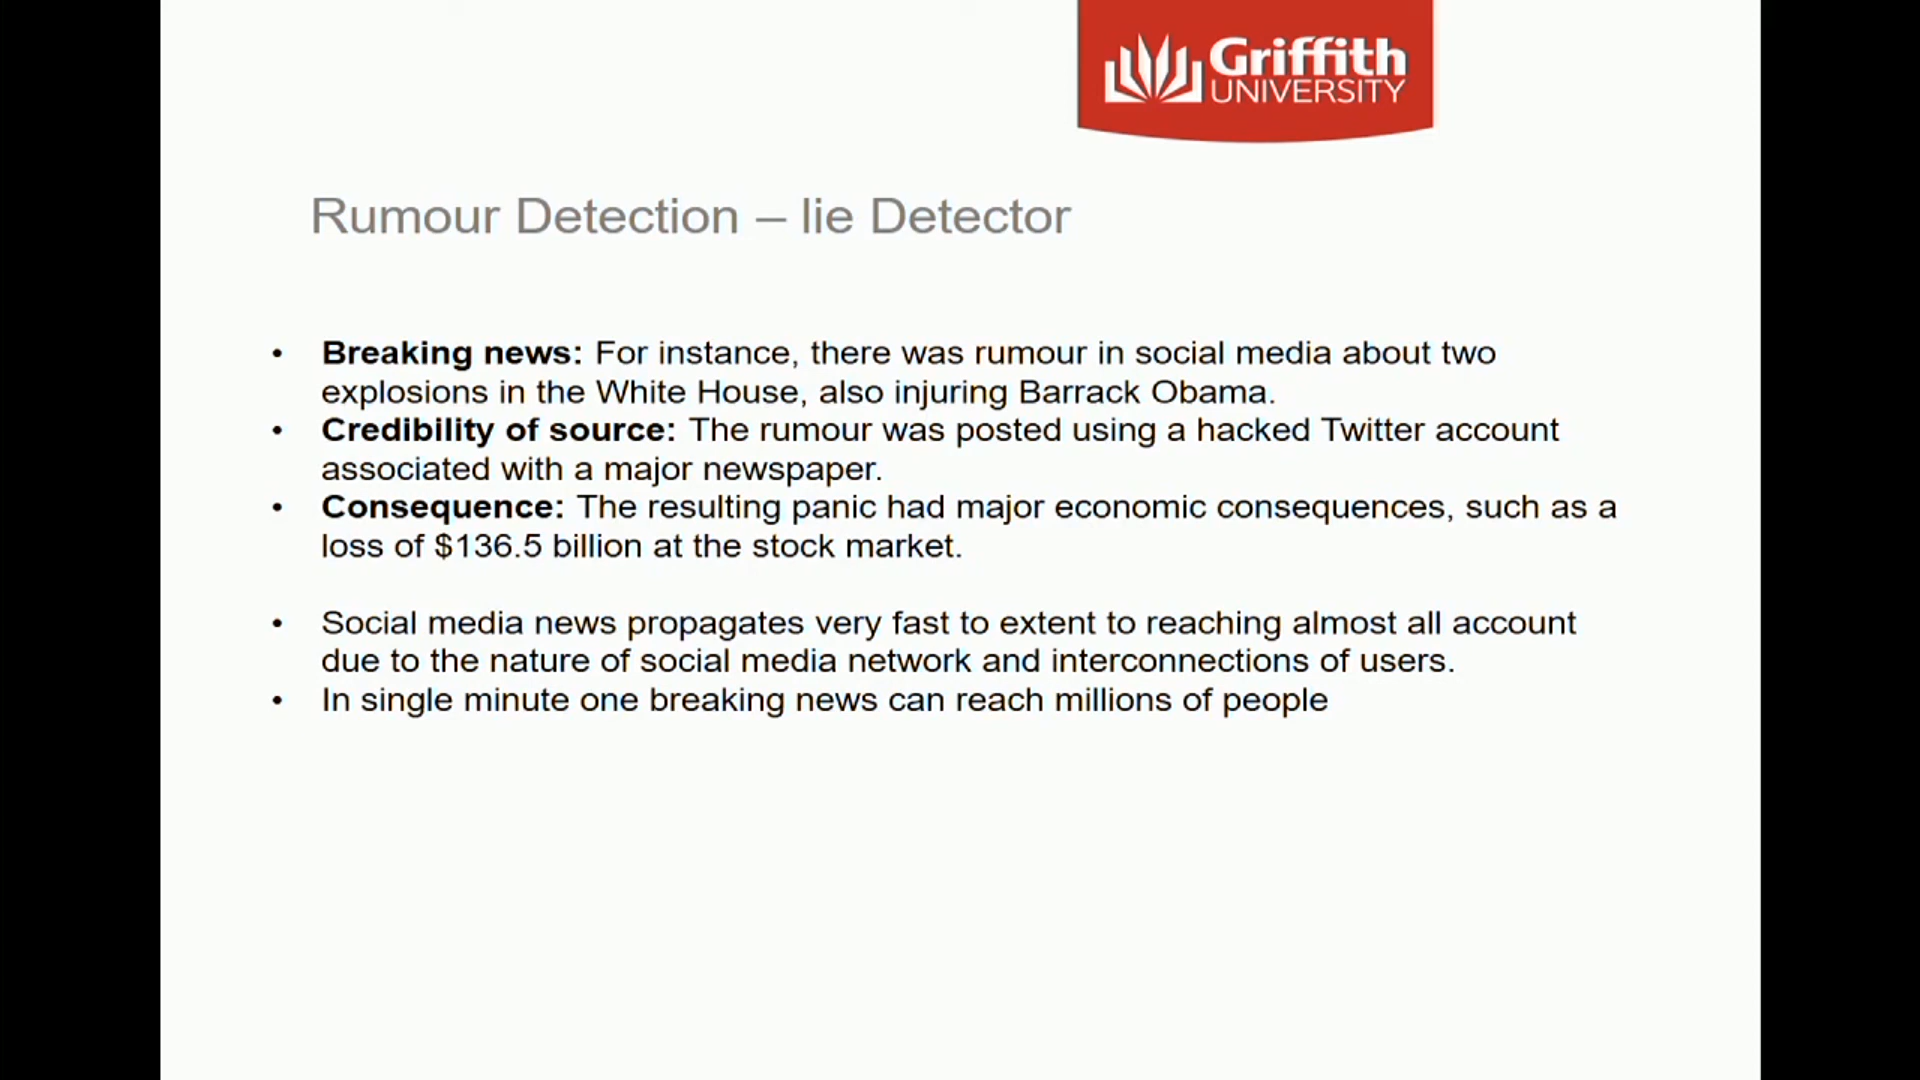 Griffith
UNIVERSITY
Rumour Detection – lie Detector
• Breaking news: For instance, there was rumour in social media about two
explosions in the White House, also injuring Barrack Obama.
• Credibility of source: The rumour was posted using a hacked Twitter account
associated with a major newspaper.
• Consequence: The resulting panic had major economic consequences, such as a
loss of $136.5 billion at the stock market.
• Social media news propagates very fast to extent to reaching almost all account
due to the nature of social media network and interconnections of users.
• In single minute one breaking news can reach millions of people